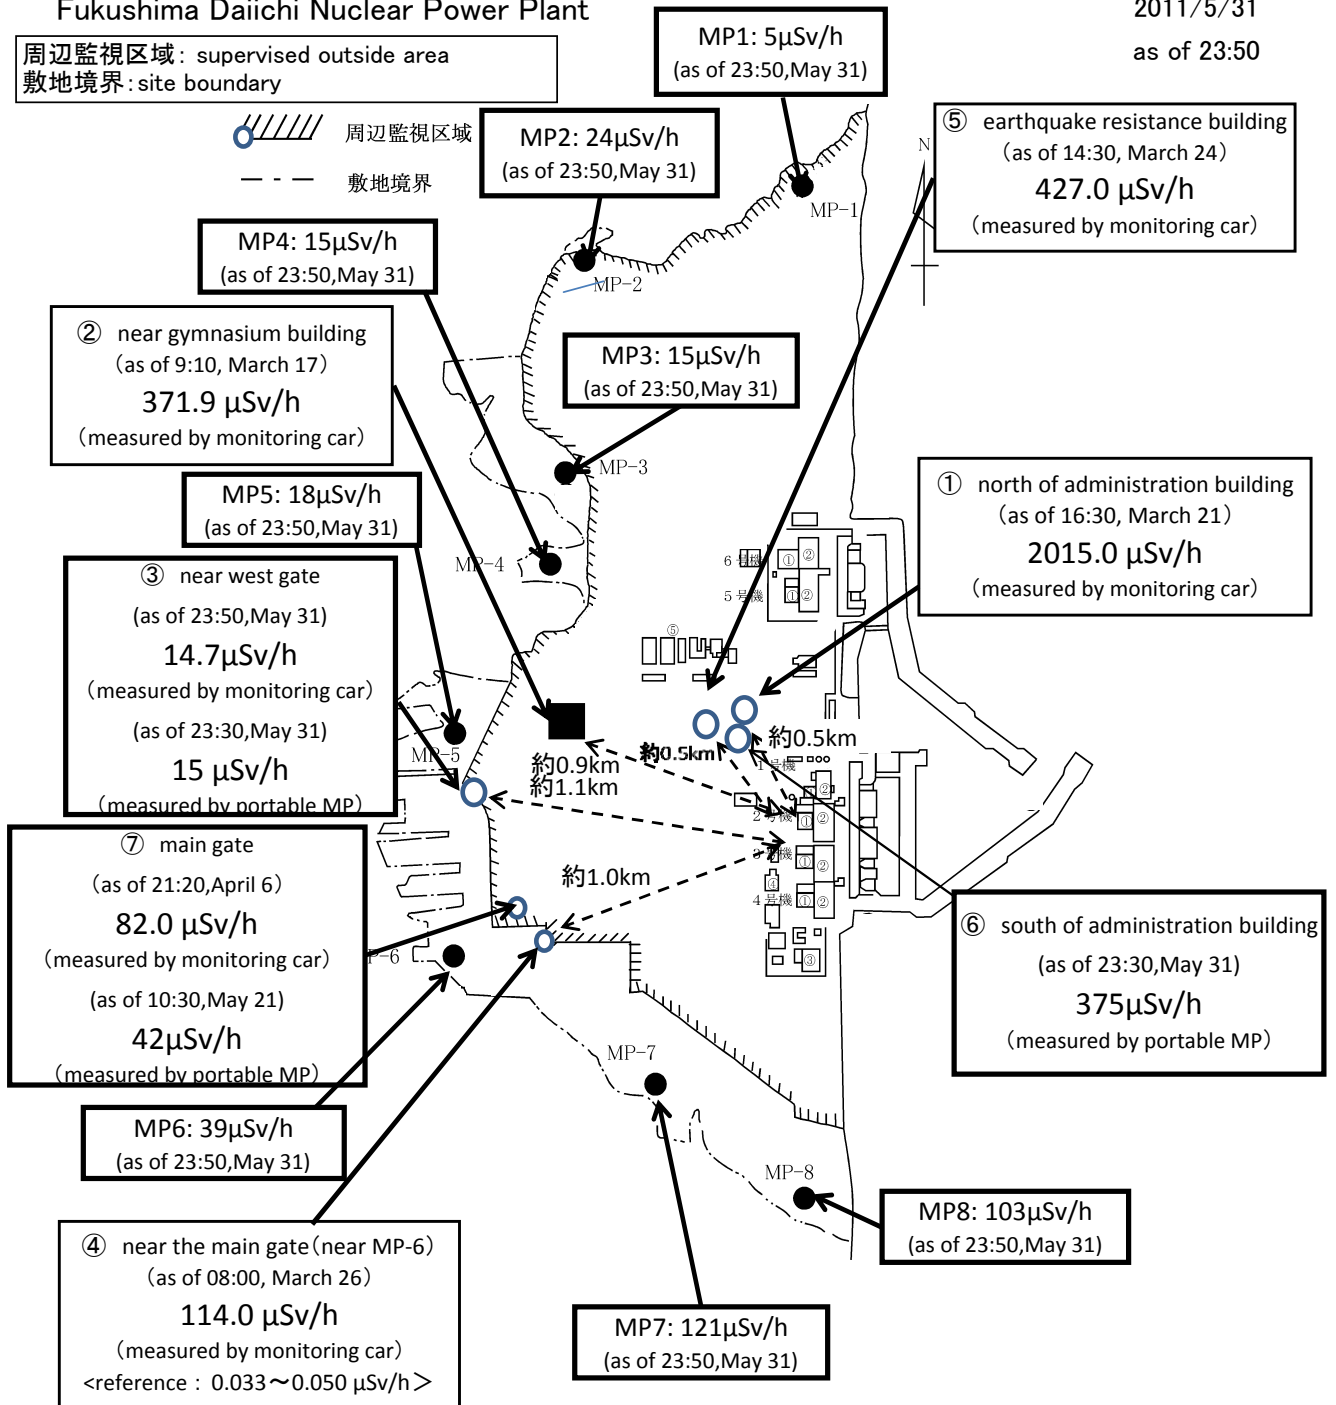 Fukushima Daiichi Nuclear Power Plant
2011/5/31
as of 23:50
周辺監視区域: supervised outside area
敷地境界:site boundary
周辺監視区域
敷地境界
MP1: 5μSv/h
(as of 23:50,May 31)
MP2: 24μSv/h
(as of 23:50,May 31)
⑤ earthquake resistance building
(as of 14:30, March 24)
427.0 μSv/h
(measured by monitoring car)
N
MP-1
MP4: 15μSv/h
(as of 23:50,May 31)
MP-2
② near gymnasium building
(as of 9:10, March 17)
371.9 μSv/h
(measured by monitoring car)
MP3: 15μSv/h
(as of 23:50,May 31)
MP-3
MP5: 18μSv/h
(as of 23:50,May 31)
① north of administration building
(as of 16:30, March 21)
2015.0 μSv/h
(measured by monitoring car)
MP-4
6号機
① ②
5号機
① ②
⑤
③ near west gate
(as of 23:50,May 31)
14.7μSv/h
(measured by monitoring car)
(as of 23:30,May 31)
15 μSv/h
(measured by portable MP)
MP-5
約0.9km
約1.1km
約0.5km
約0.5km
1号機
②
2号機
① ②
3号機
① ②
④
4号機
① ②
③
約1.0km
⑦ main gate
(as of 21:20,April 6)
82.0 μSv/h
(measured by monitoring car)
(as of 10:30,May 21)
42μSv/h
(measured by portable MP)
P-6
⑥ south of administration building
(as of 23:30,May 31)
375μSv/h
(measured by portable MP)
MP-7
MP6: 39μSv/h
(as of 23:50,May 31)
MP-8
MP8: 103μSv/h
(as of 23:50,May 31)
④ near the main gate(near MP-6)
(as of 08:00, March 26)
114.0 μSv/h
(measured by monitoring car)
<reference : 0.033～0.050 μSv/h＞
MP7: 121μSv/h
(as of 23:50,May 31)